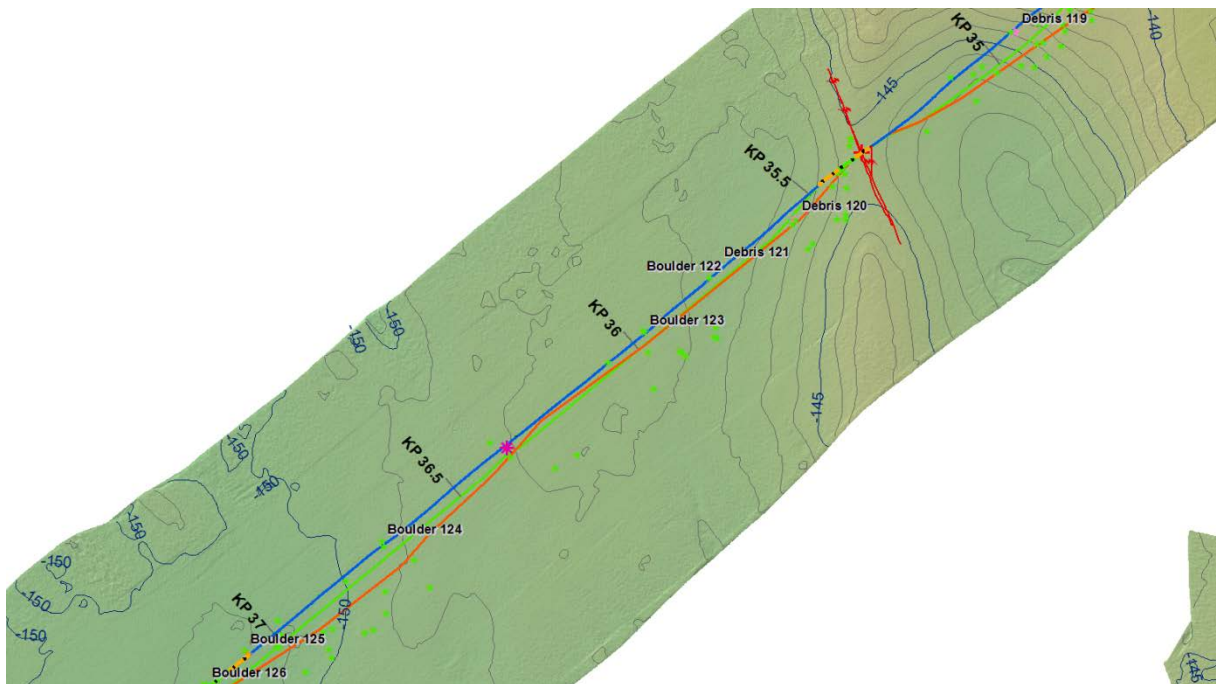 Debris 119
-140
KP 35
-145
KP 35.5
Debris 120
Debris 121
Boulder 122
Boulder 123
KP 36
-150
-150
-145
-150
KP 36.5
-150
-150
Boulder 124
-150
-150
-150
KP 37
-150
Boulder 125
Boulder 126
-145